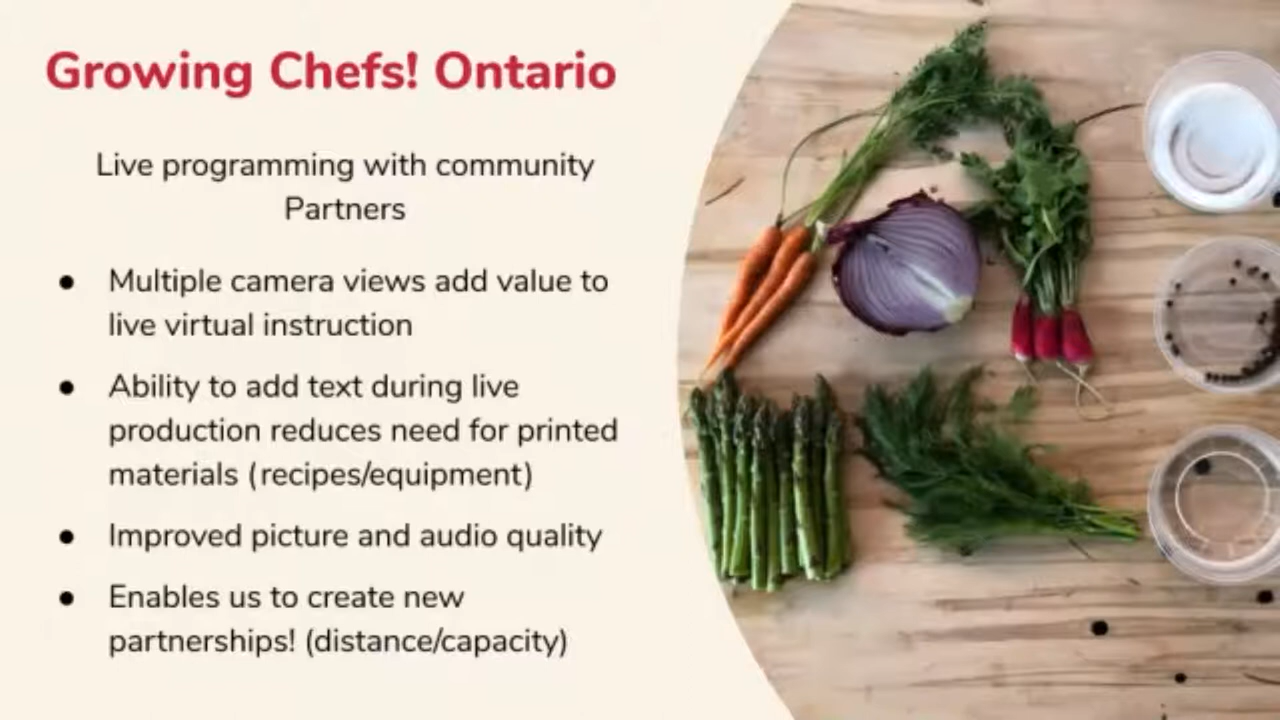 Growing Chefs! Ontario
Live programming with community
Partners
● Multiple camera views add value to
live virtual instruction
● Ability to add text during live
production reduces need for printed
materials (recipes/equipment)
● Improved picture and audio quality
● Enables us to create new
partnerships! (distance/capacity)